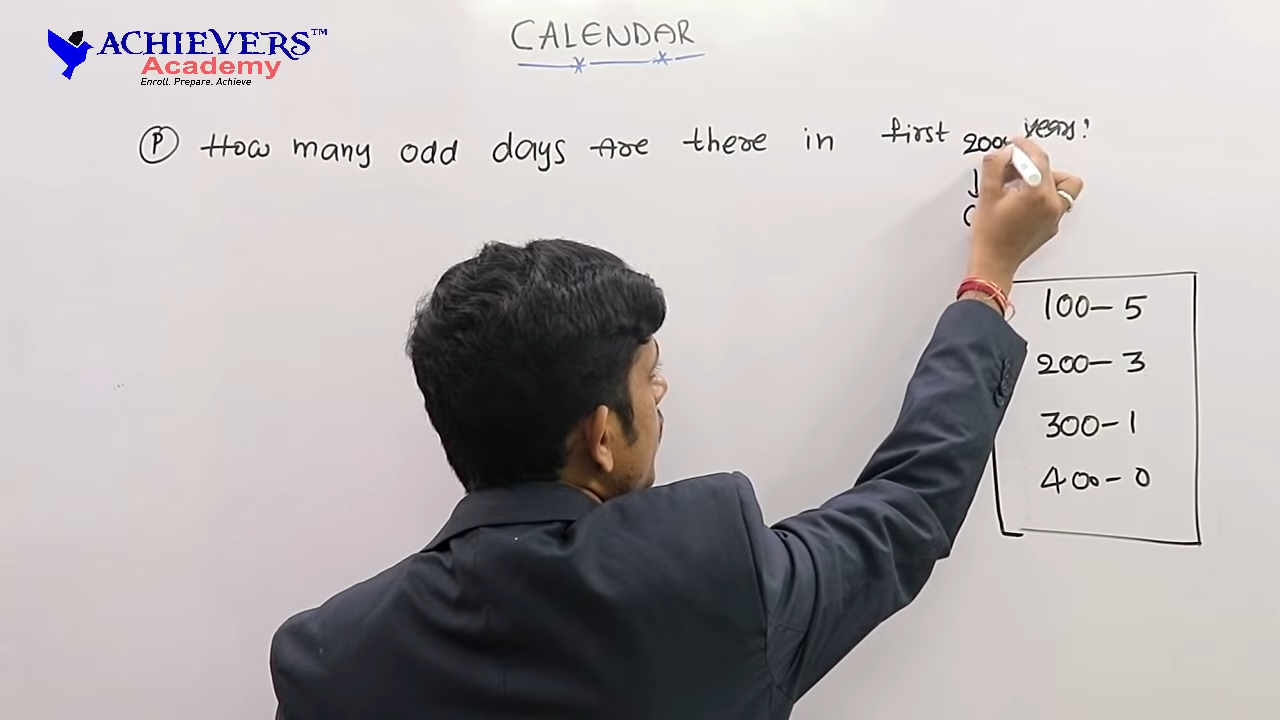 ACHIEVERS™
Academy
Enroll. Prepare. Achieve
CALENDAR
P How many odd days are there in first years?
100-5
200-3
300-1
400-0